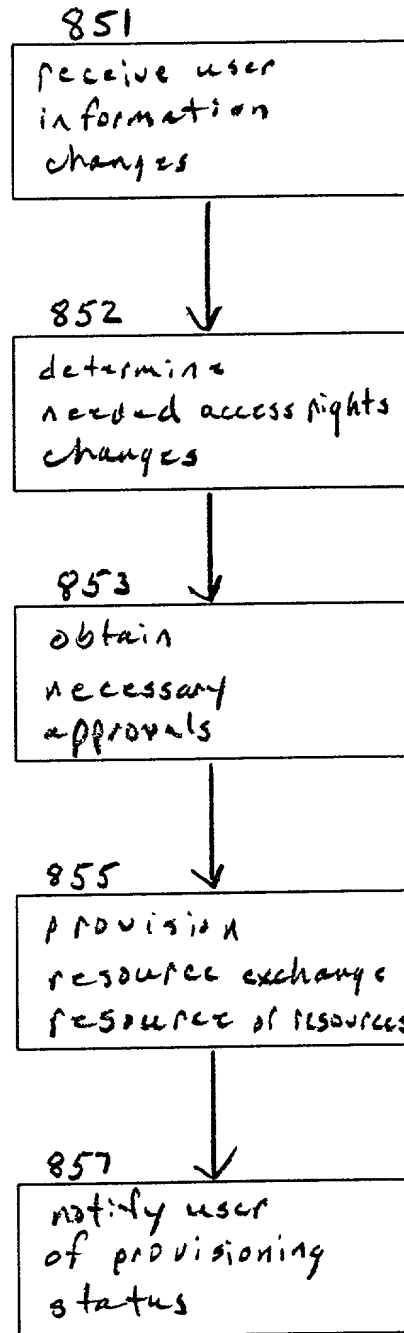 851
receive user
information
changes
852
determine
needed access rights
changes
853
obtain
necessary
approvals
855
provision
resource exchange
resource or resources
857
notify user
of provisioning
status